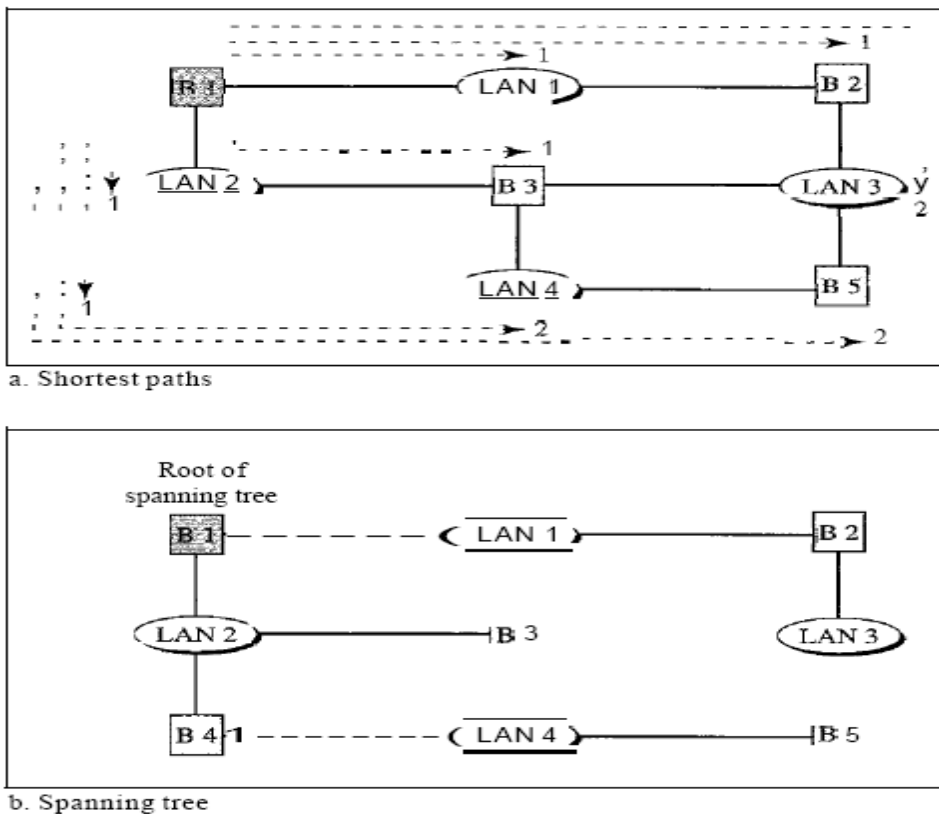 1
1
B 1 LAN 1 B 2
1
LAN 2 B 3 LAN 3 y
1 2
LAN 4 B 5
1
2 2
a. Shortest paths
Root of
spanning tree
B 1 LAN 1 B 2
LAN 2 B 3 LAN 3
B 4 1 LAN 4 B 5
b. Spanning tree